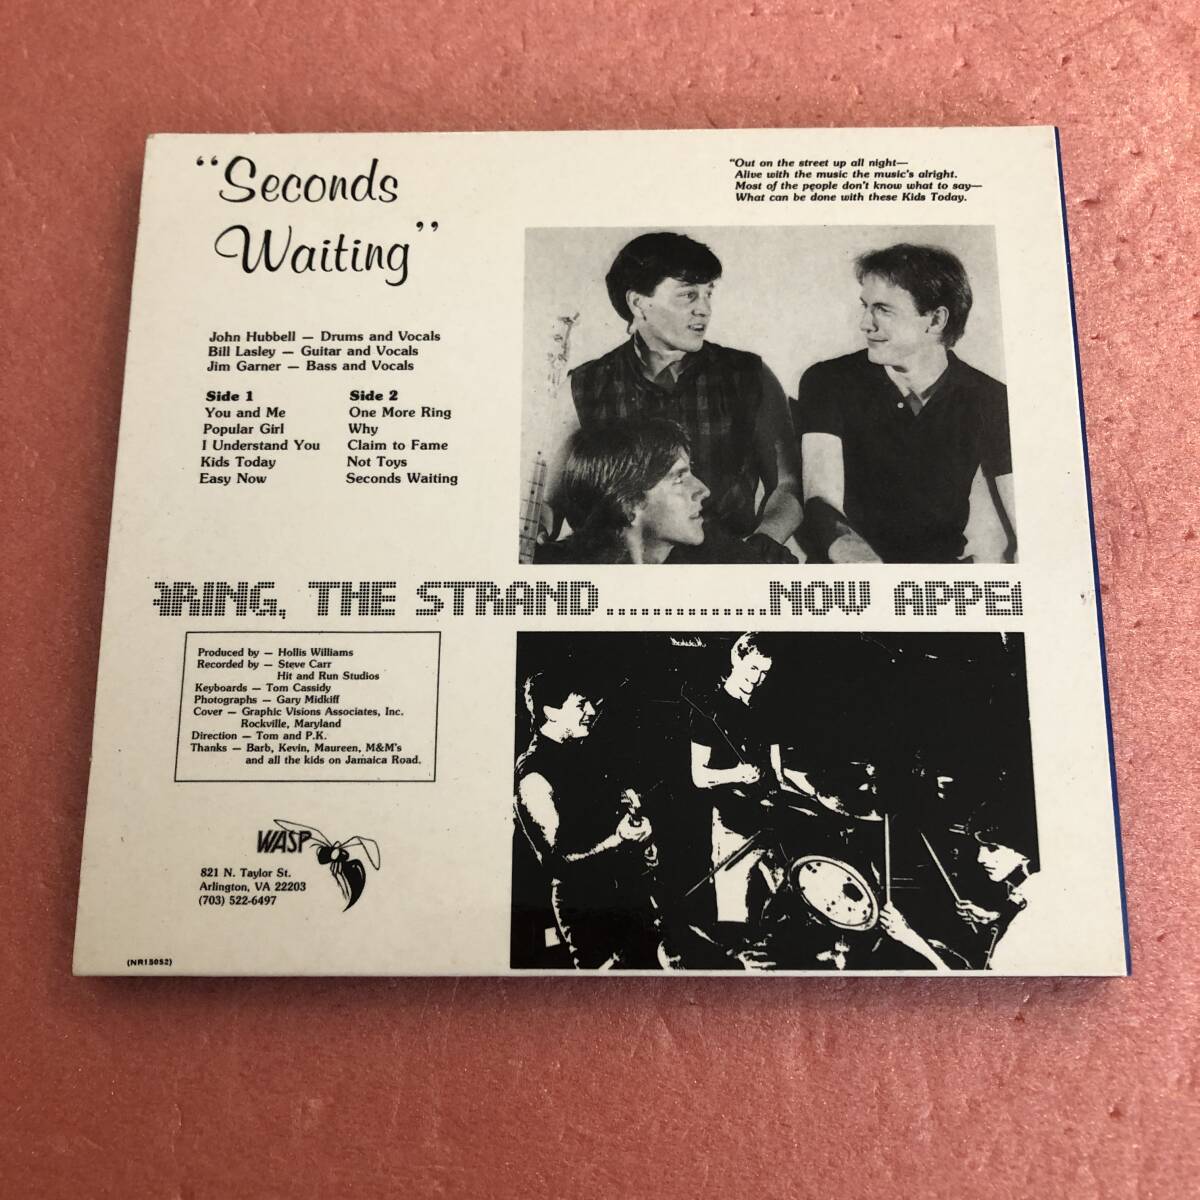 “Seconds
Waiting”
"Out on the street up all night—
Alive with the music the music's alright.
Most of the people don't know what to say—
What can be done with these Kids Today.
John Hubbell — Drums and Vocals
Bill Lasley — Guitar and Vocals
Jim Garner — Bass and Vocals
Side 1
You and Me
Popular Girl
I Understand You
Kids Today
Easy Now
Side 2
One More Ring
Why
Claim to Fame
Not Toys
Seconds Waiting
RING, THE STRAND..............NOW APPE
Produced by — Hollis Williams
Recorded by — Steve Carr
Hit and Run Studios
Keyboards — Tom Cassidy
Photographs — Gary Midkiff
Cover — Graphic Visions Associates, Inc.
Rockville, Maryland
Direction — Tom and P.K.
Thanks — Barb, Kevin, Maureen, M&M's
and all the kids on Jamaica Road.
WASP
821 N. Taylor St.
Arlington, VA 22203
(703) 522-6497
(NR15052)